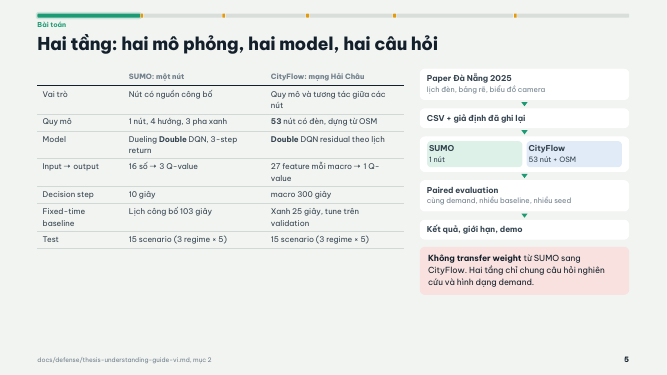 Bài toán
Hai tầng: hai mô phỏng, hai model, hai câu hỏi
SUMO: một nút
CityFlow: mạng Hải Châu
Vai trò
Nút có nguồn công bố
Quy mô và tương tác giữa các
nút
Quy mô
1 nút, 4 hướng, 3 pha xanh
53 nút có đèn, dựng từ OSM
Model
Dueling Double DQN, 3-step
return
Double DQN residual theo lịch
Input → output
16 số → 3 Q-value
27 feature mỗi macro → 1 Q-
value
Decision step
10 giây
macro 300 giây
Fixed-time
baseline
Lịch công bố 103 giây
Xanh 25 giây, tune trên
validation
Test
15 scenario (3 regime × 5)
15 scenario (3 regime × 5)
Paper Đà Nẵng 2025
lịch đèn, bảng rẽ, biểu đồ camera
CSV + giả định đã ghi lại
SUMO
1 nút
CityFlow
53 nút + OSM
Paired evaluation
cùng demand, nhiều baseline, nhiều seed
Kết quả, giới hạn, demo
Không transfer weight từ SUMO sang
CityFlow. Hai tầng chỉ chung câu hỏi nghiên
cứu và hình dạng demand.
docs/defense/thesis-understanding-guide-vi.md, mục 2
5